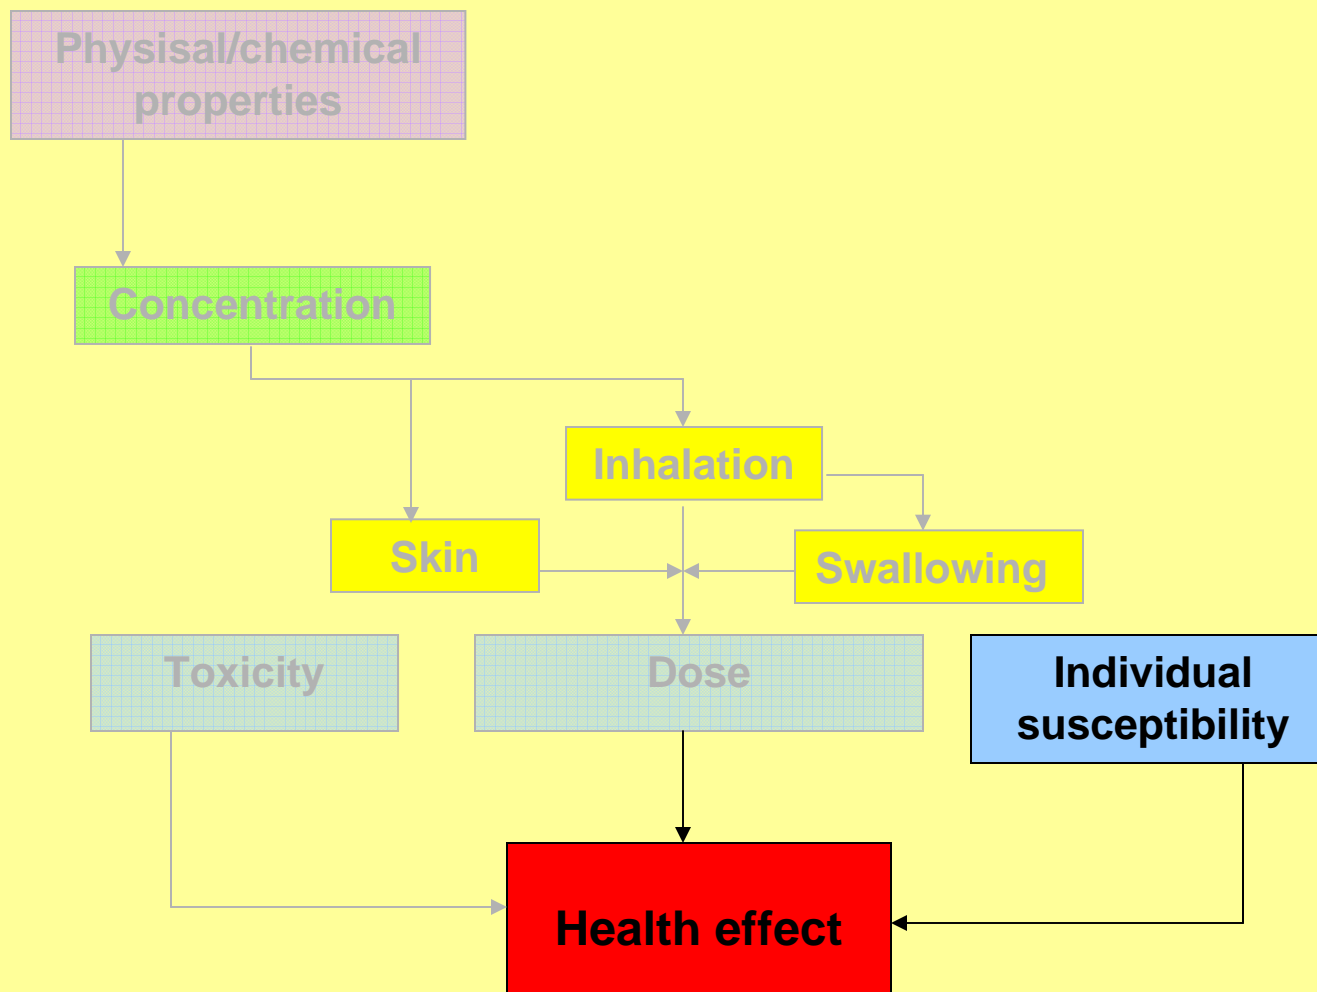 Physisal/chemical
properties
Concentration
Inhalation
Skin
Swallowing
Toxicity
Dose
Individual
susceptibility
Health effect